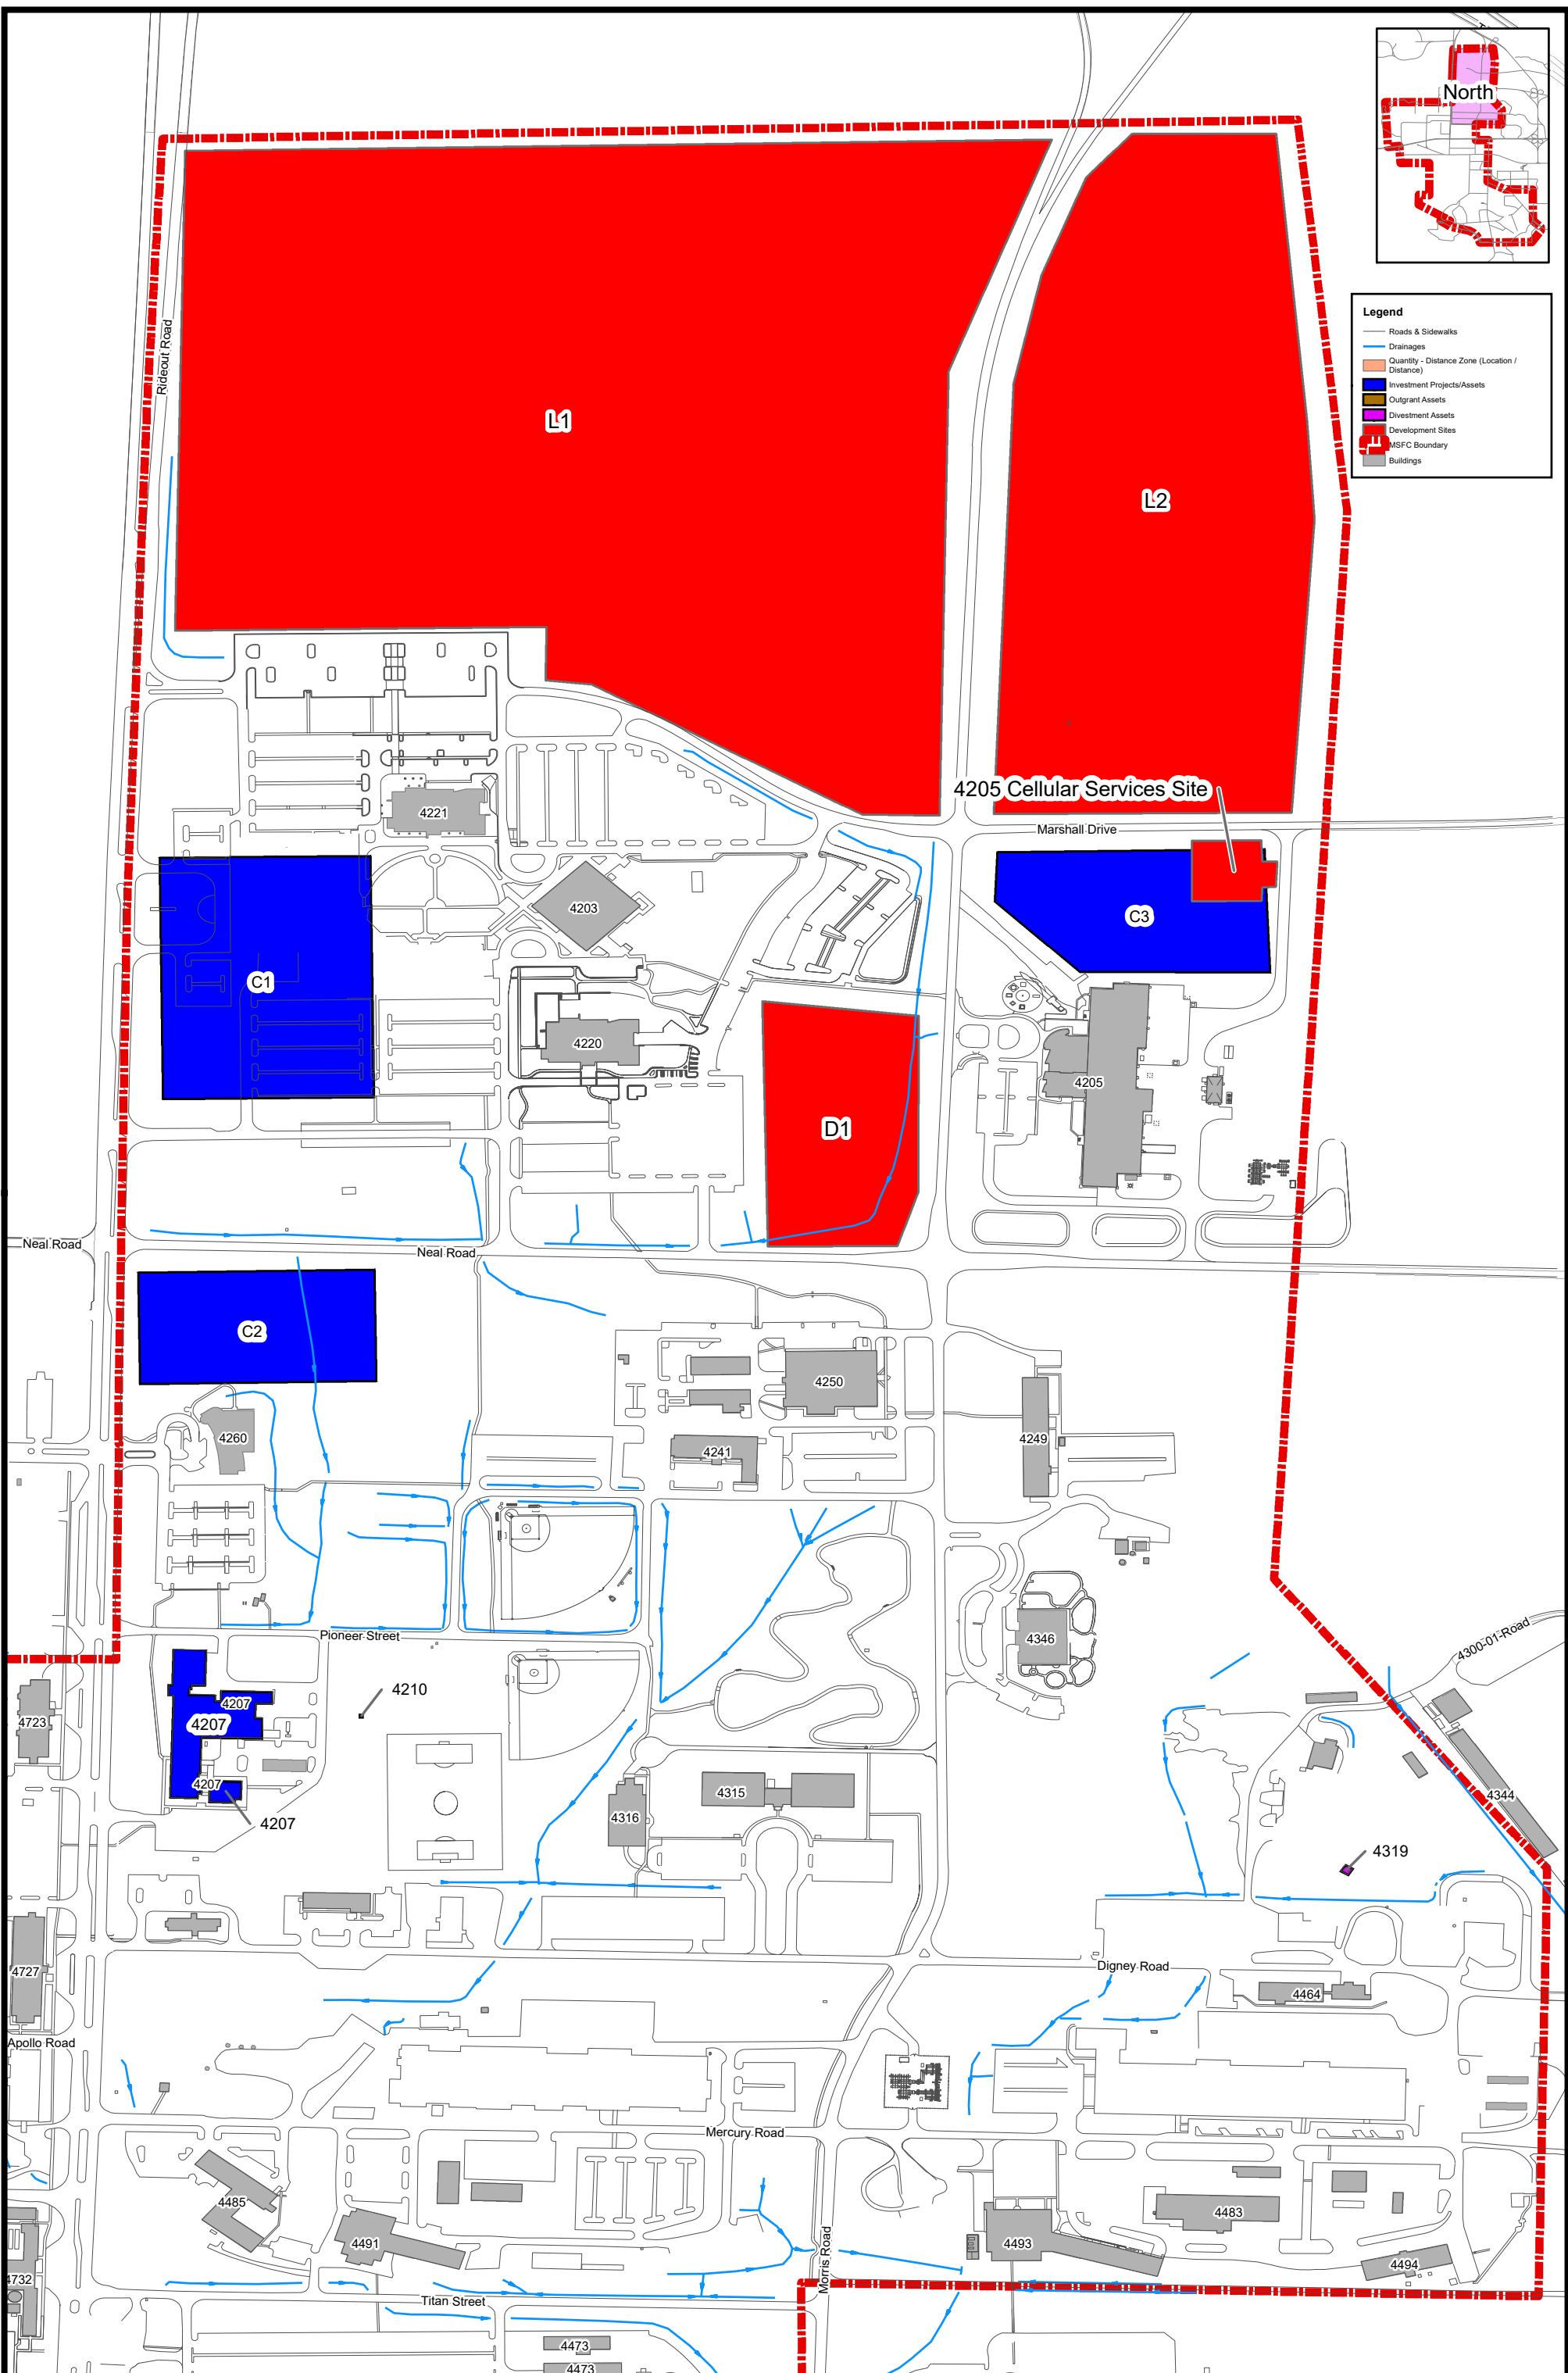 North
Legend
Roads & Sidewalks
Drainages
Quantity - Distance Zone (Location /
Distance)
Investment Projects/Assets
Outgrant Assets
Divestment Assets
Development Sites
MSFC Boundary
Buildings
Rideout Road
L1
L2
4205 Cellular Services Site
4221
Marshall Drive
4203
C3
C1
4220
4205
D1
Neal Road
Neal Road
C2
4250
4260
4249
4241
Pioneer Street
4346
4300-01-Road
4210
4207
4723
4207
4207
4315
4344
4316
4207
4319
4727
Digney Road
4464
Apollo Road
Mercury Road
4485
4483
4491
4493
4494
Morris Road
4732
Titan Street
4473
4473